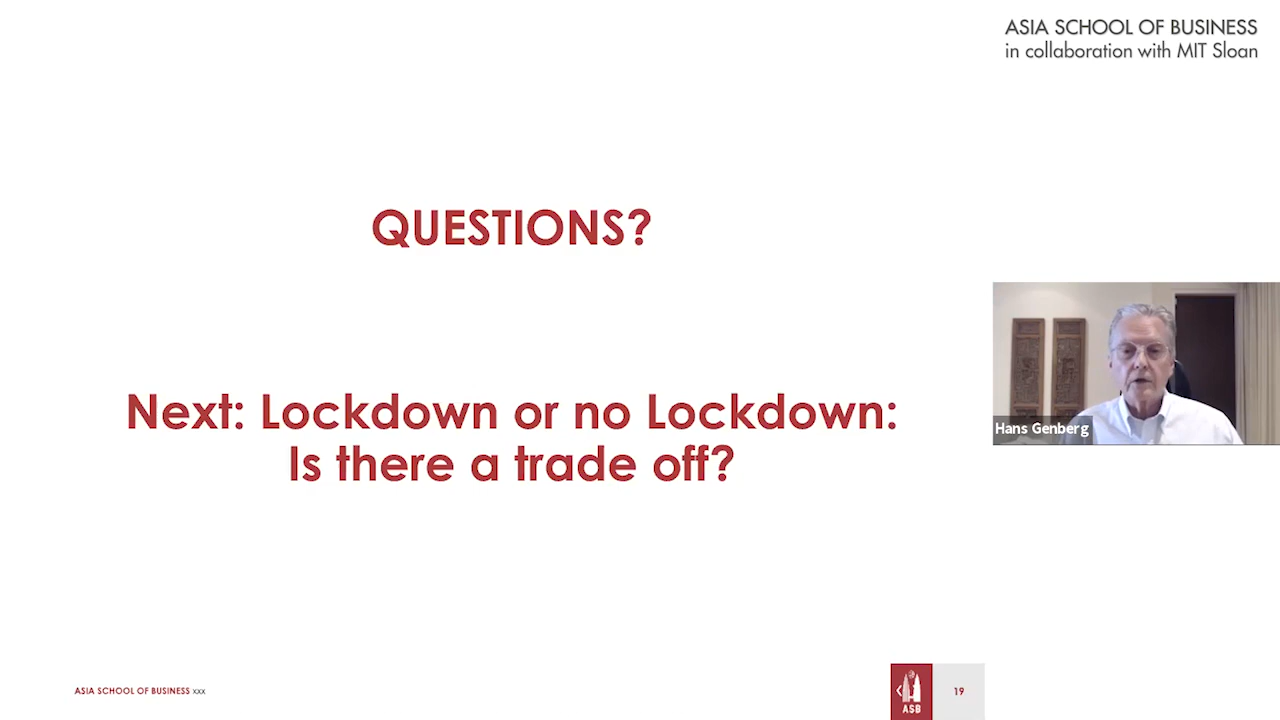 ASIA SCHOOL OF BUSINESS
in collaboration with MIT Sloan
QUESTIONS?
Next: Lockdown or no Lockdown:
Is there a trade off?
Hans Genberg
ASIA SCHOOL OF BUSINESS xxx
ASB
19